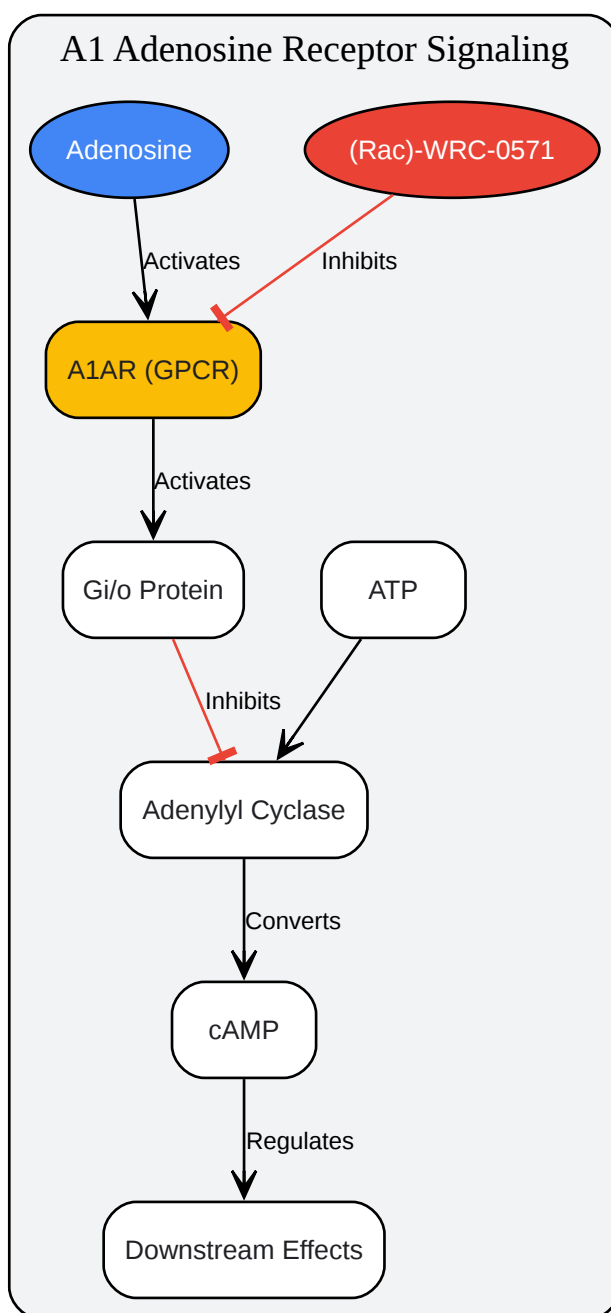 A1 Adenosine Receptor Signaling
Adenosine
(Rac)-WRC-0571
Activates
Inhibits
A1AR (GPCR)
Activates
Gi/o Protein
ATP
Inhibits
Adenylyl Cyclase
Converts
cAMP
Regulates
Downstream Effects